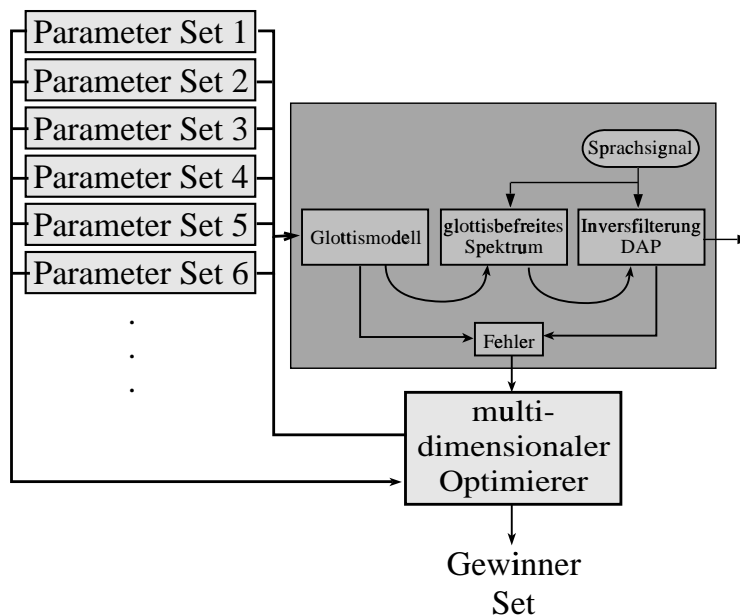 Parameter Set 1
Parameter Set 2
Parameter Set 3
Parameter Set 4
Parameter Set 5
Parameter Set 6
.
.
.
Sprachsignal
Glottismodell
glottisbefreites
Spektrum
Inversfilterung
DAP
Fehler
multi-
dimensionaler
Optimierer
Gewinner
Set